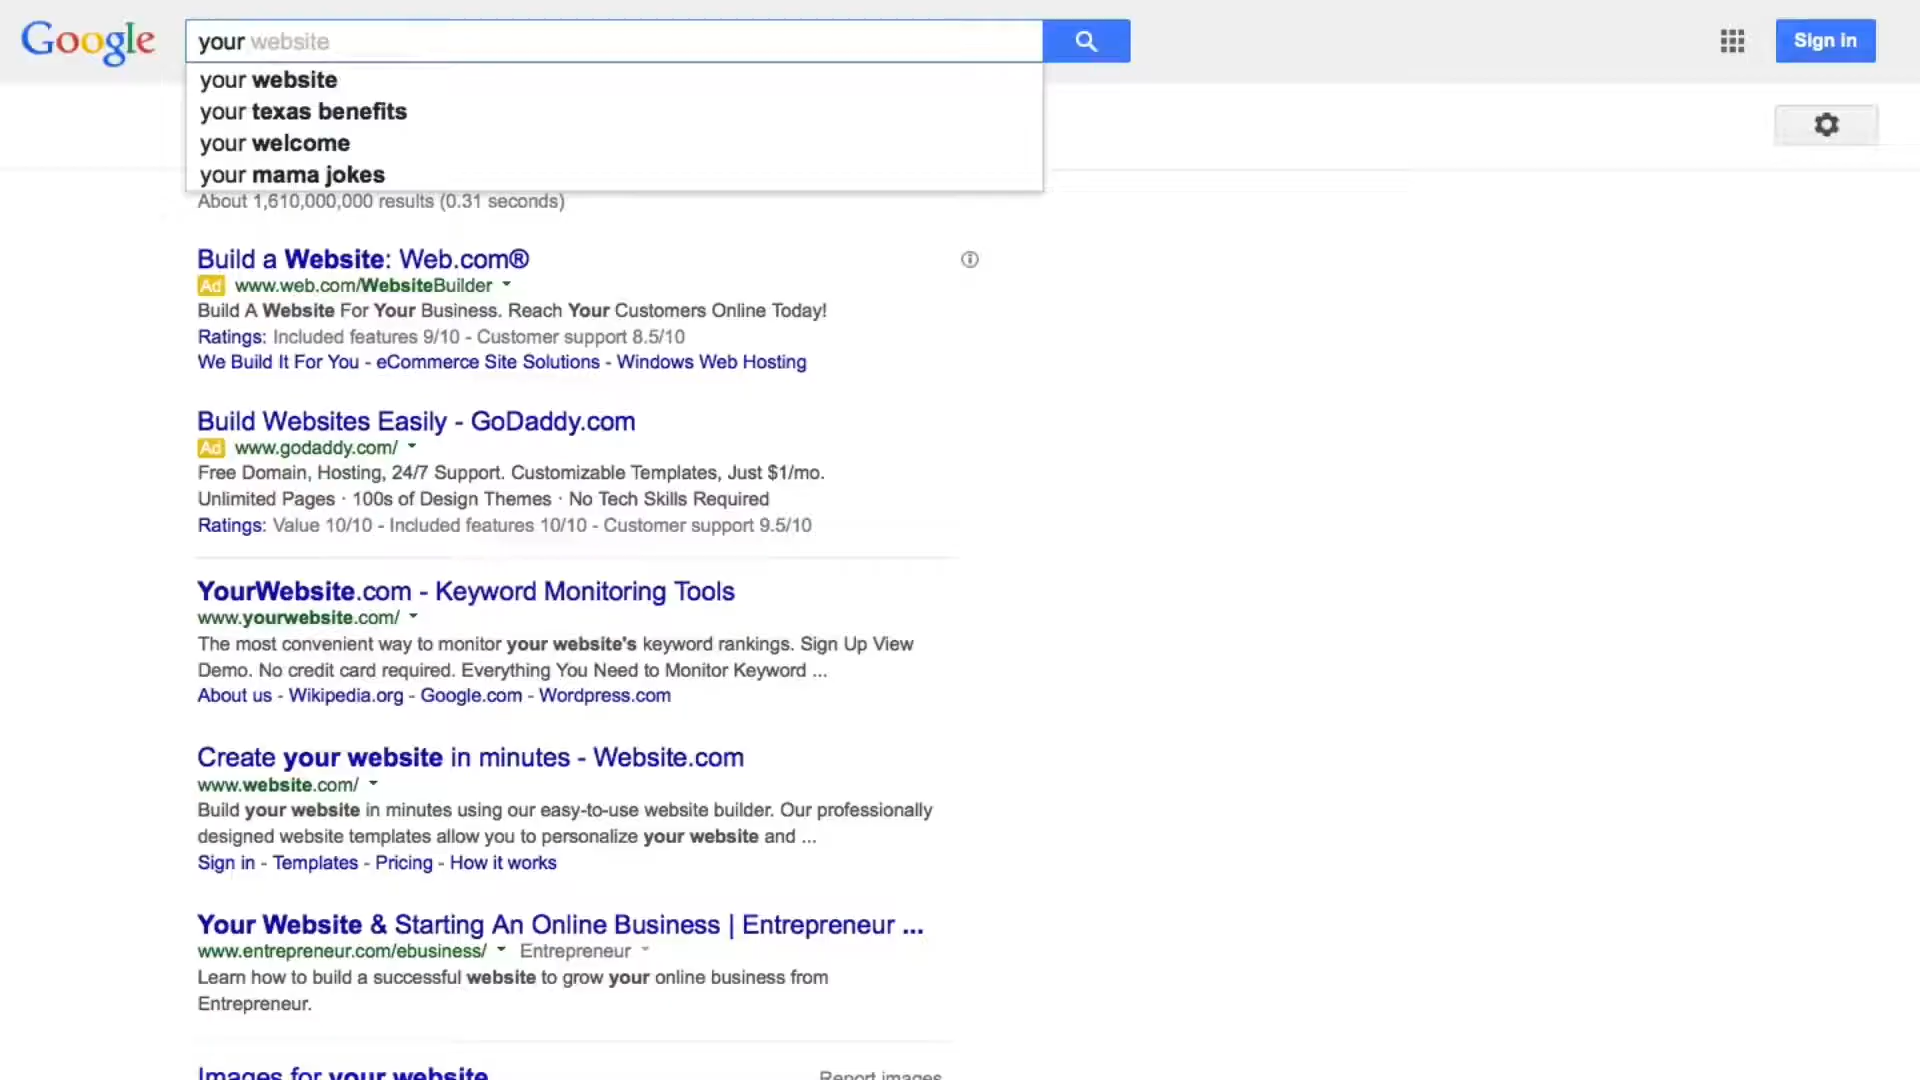 Google
your website
Sign in
your website
your texas benefits
your welcome
your mama jokes
About 1,610,000,000 results (0.31 seconds)
Build a Website: Web.com®
Ad www.web.com/WebsiteBuilder
Build A Website For Your Business. Reach Your Customers Online Today!
Ratings: Included features 9/10 - Customer support 8.5/10
We Build It For You - eCommerce Site Solutions - Windows Web Hosting
Build Websites Easily - GoDaddy.com
Ad www.godaddy.com/
Free Domain, Hosting, 24/7 Support. Customizable Templates, Just $1/mo.
Unlimited Pages · 100s of Design Themes · No Tech Skills Required
Ratings: Value 10/10 - Included features 10/10 - Customer support 9.5/10
YourWebsite.com - Keyword Monitoring Tools
www.yourwebsite.com/
The most convenient way to monitor your website's keyword rankings. Sign Up View
Demo. No credit card required. Everything You Need to Monitor Keyword ...
About us - Wikipedia.org - Google.com - Wordpress.com
Create your website in minutes - Website.com
www.website.com/
Build your website in minutes using our easy-to-use website builder. Our professionally
designed website templates allow you to personalize your website and ...
Sign in - Templates - Pricing - How it works
Your Website & Starting An Online Business | Entrepreneur ...
www.entrepreneur.com/ebusiness/ Entrepreneur
Learn how to build a successful website to grow your online business from
Entrepreneur.
Images for your website Report images